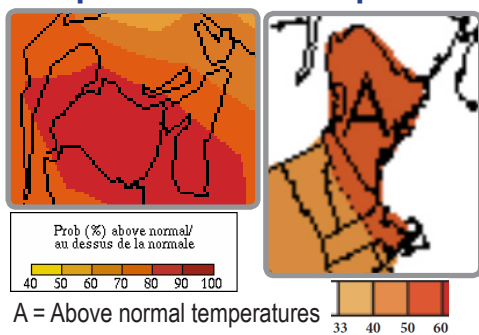 A
Prob (%) above normal/
au dessus de la normale
40 50 60 70 80 90 100
A = Above normal temperatures
33 40 50 60